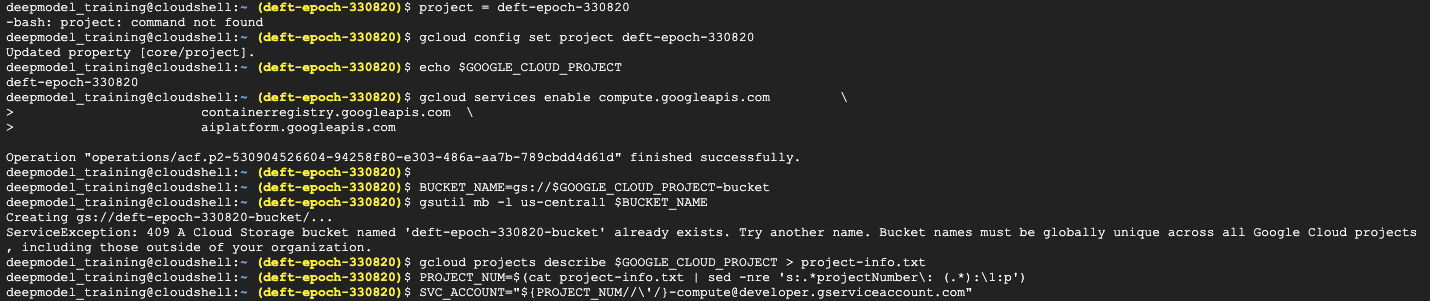 deepmodel_training@cloudshell:~ (deft-epoch-330820)$ project = deft-epoch-330820
-bash: project: command not found
deepmodel_training@cloudshell:~ (deft-epoch-330820)$ gcloud config set project deft-epoch-330820
Updated property [core/project].
deepmodel_training@cloudshell:~ (deft-epoch-330820)$ echo $GOOGLE_CLOUD_PROJECT
deft-epoch-330820
deepmodel_training@cloudshell:~ (deft-epoch-330820)$ gcloud services enable compute.googleapis.com         \
>                         containerregistry.googleapis.com  \
>                         aiplatform.googleapis.com
Operation "operations/acf.p2-530904526604-94258f80-e303-486a-aa7b-789cbdd4d61d" finished successfully.
deepmodel_training@cloudshell:~ (deft-epoch-330820)$
deepmodel_training@cloudshell:~ (deft-epoch-330820)$ BUCKET_NAME=gs://$GOOGLE_CLOUD_PROJECT-bucket
deepmodel_training@cloudshell:~ (deft-epoch-330820)$ gsutil mb -l us-central1 $BUCKET_NAME
Creating gs://deft-epoch-330820-bucket/...
ServiceException: 409 A Cloud Storage bucket named 'deft-epoch-330820-bucket' already exists. Try another name. Bucket names must be globally unique across all Google Cloud projects
, including those outside of your organization.
deepmodel_training@cloudshell:~ (deft-epoch-330820)$ gcloud projects describe $GOOGLE_CLOUD_PROJECT > project-info.txt
deepmodel_training@cloudshell:~ (deft-epoch-330820)$ PROJECT_NUM=$(cat project-info.txt | sed -nre 's:.*projectNumber\: (.*):\1:p')
deepmodel_training@cloudshell:~ (deft-epoch-330820)$ SVC_ACCOUNT="${PROJECT_NUM//\'/}-compute@developer.gserviceaccount.com"